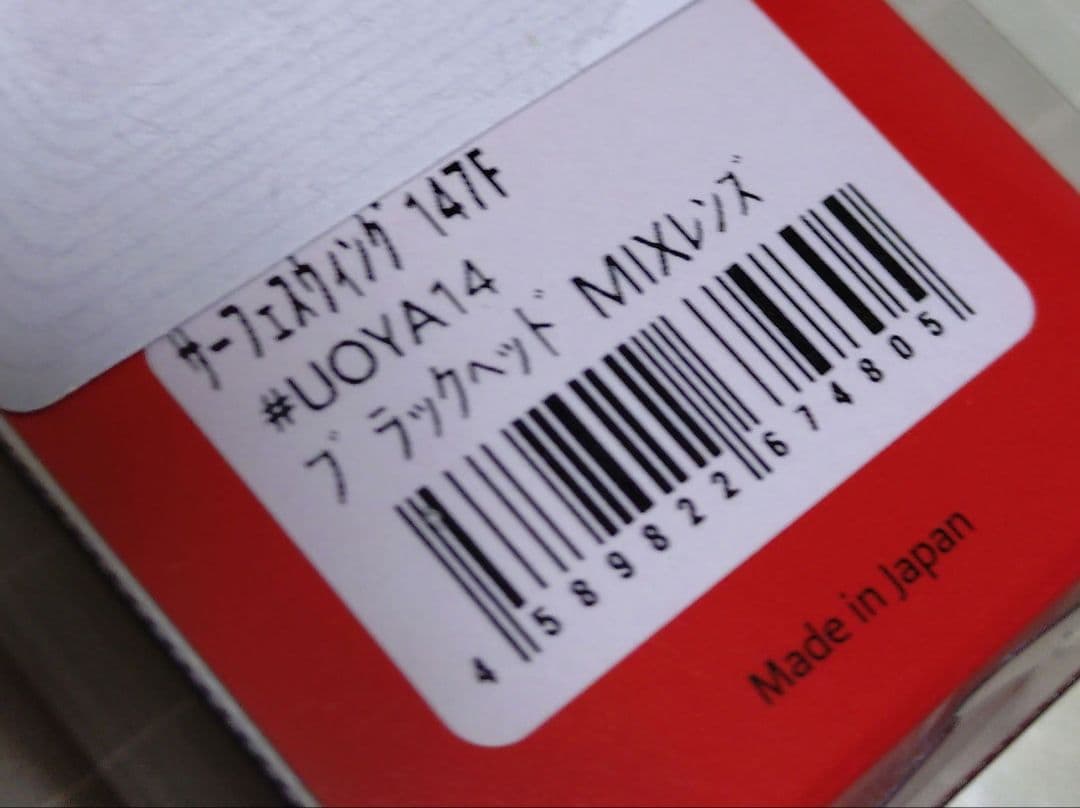 サーフェスウィング 147F
#UOYA14
ブラックヘッド MIXレンズ
4 589822 674805
Made in Japan